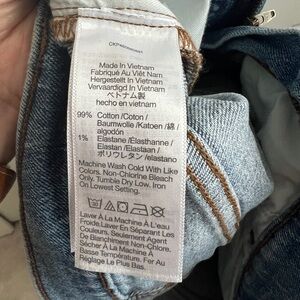 Made In Vietnam
Fabriqué Au Viet Nam
Hergestellt In Vietnam
Vervaardigd In Vietnam
ベトナム製
hecho en vietnam
99% Cotton /Coton /
Baumwolle /Katoen / 綿 /
algodón
1% Elastane /Elasthanne /
Elastan /Elastaan /
ポリウレタン /elastano
Machine Wash Cold With Like
Colors. Non-Chlorine Bleach
Only. Tumble Dry Low. Iron
On Lowest Setting.
Laver À La Machine À L'eau
Froide.Laver En Séparant Les
Couleurs. Seulement Agent
De Blanchiment Non-Chlore.
Sécher À La Machine À
Basse Température. Fer Au
Réglage Le Plus Bas.